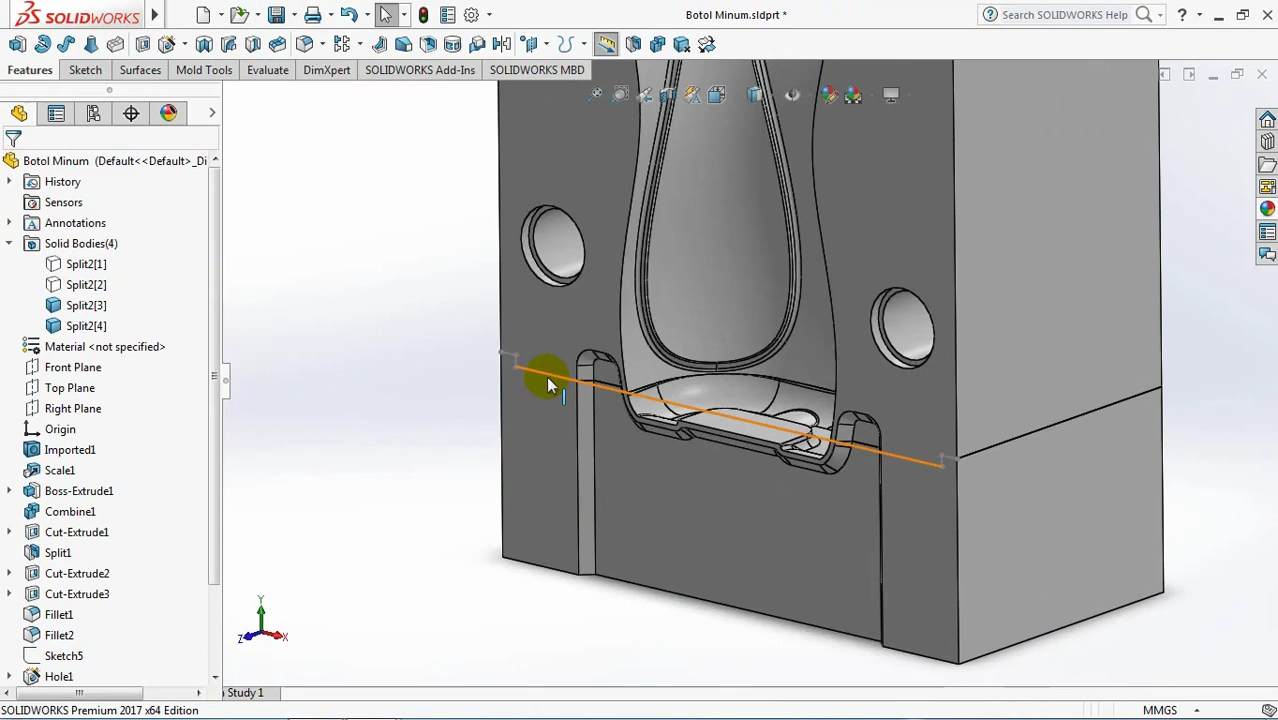 SOLIDWORKS
Botol Minum.sldprt *
Search SOLIDWORKS Help
?
Features
Sketch
Surfaces
Mold Tools
Evaluate
DimXpert
SOLIDWORKS Add-Ins
SOLIDWORKS MBD
Botol Minum (Default<<Default>_Di
History
Sensors
A Annotations
Solid Bodies(4)
Split2[1]
Split2[2]
Split2[3]
Split2[4]
Material <not specified>
Front Plane
Top Plane
Right Plane
Origin
Imported1
Scale1
Boss-Extrude1
Combine1
Cut-Extrude1
Split1
Cut-Extrude2
Cut-Extrude3
Fillet1
Fillet2
Sketch5
Hole1
Y
Z
X
Study 1
SOLIDWORKS Premium 2017 x64 Edition
MMGS